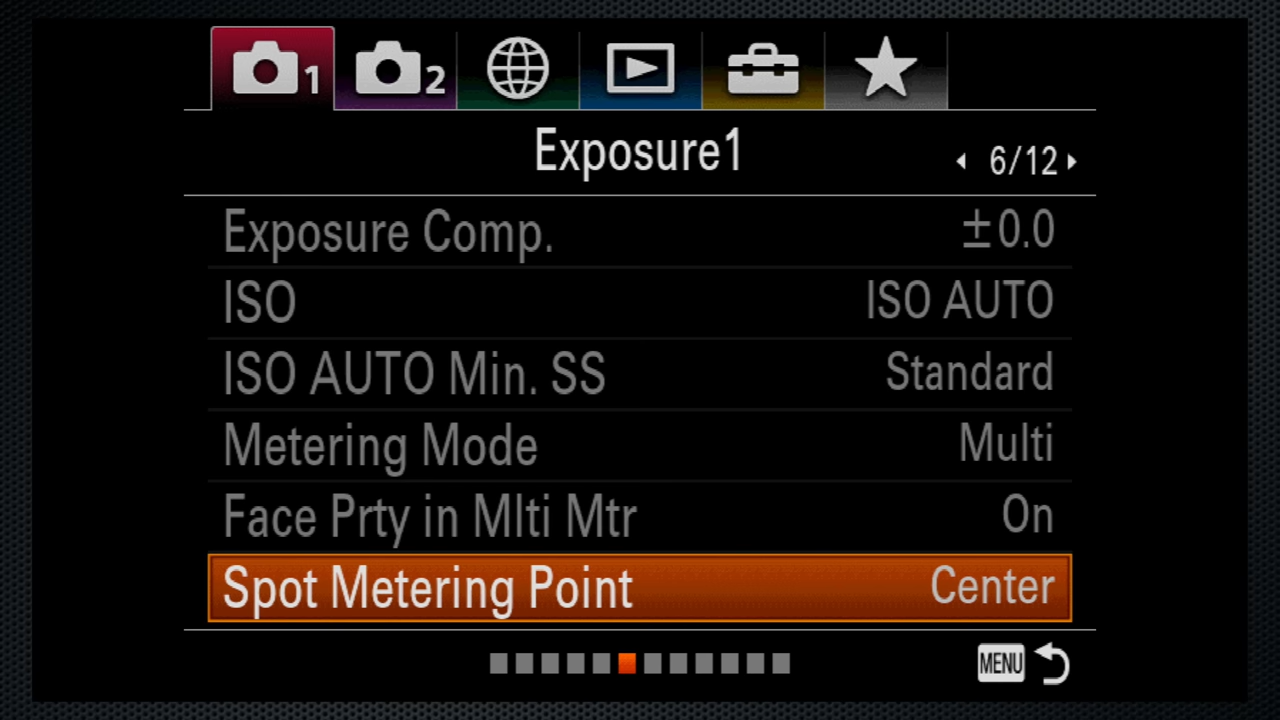 1 2
Exposure1 6/12
Exposure Comp. ±0.0
ISO ISO AUTO
ISO AUTO Min. SS Standard
Metering Mode Multi
Face Prty in Mlti Mtr On
Spot Metering Point Center
MENU